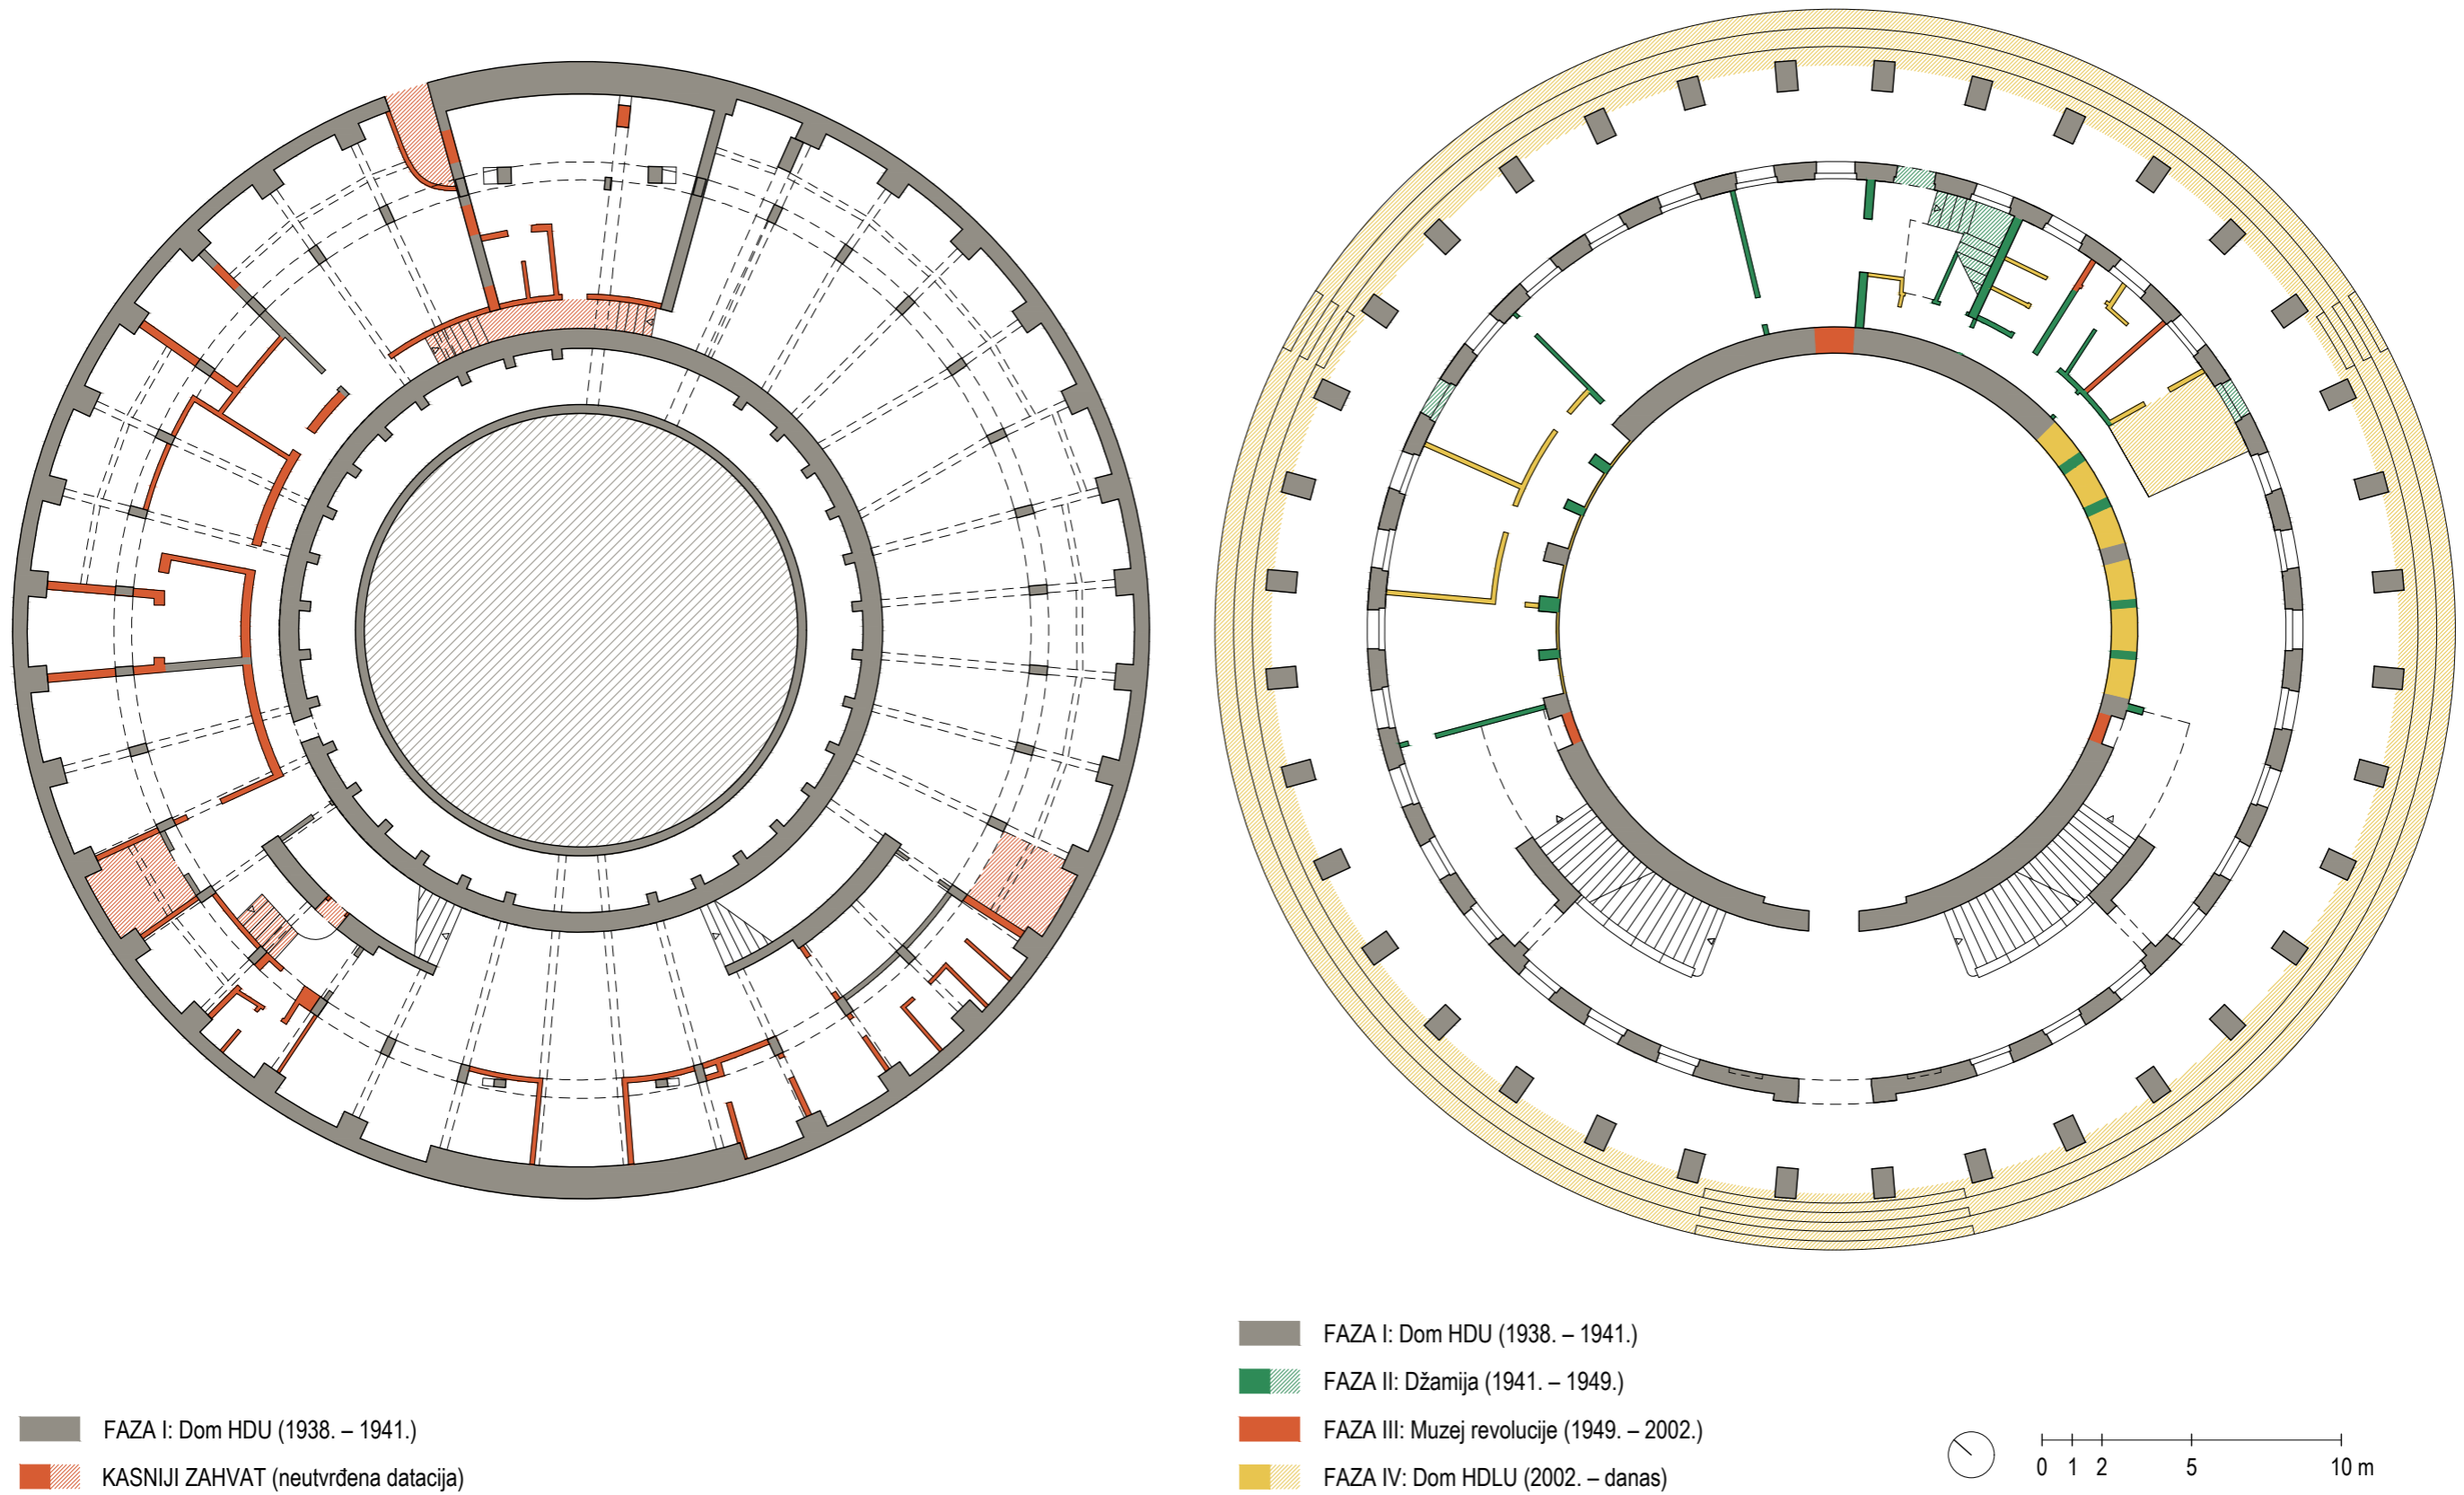 FAZA I: Dom HDU (1938. – 1941.)
KASNIJI ZAHVAT (neutvrđena datacija)
FAZA I: Dom HDU (1938. – 1941.)
FAZA II: Džamija (1941. – 1949.)
FAZA III: Muzej revolucije (1949. – 2002.)
FAZA IV: Dom HDLU (2002. – danas)
0 1 2 5 10 m